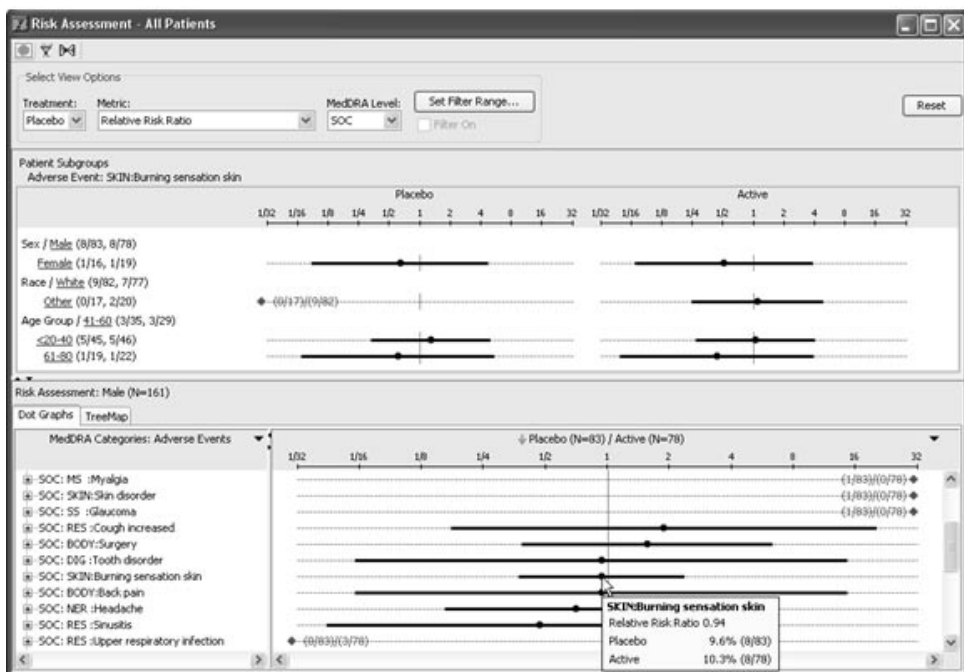 Risk Assessment - All Patients
Select View Options
Treatment: Metric: MedDRA Level: Set Filter Range... Reset
Placebo Relative Risk Ratio SOC Filter On
Patient Subgroups
Adverse Event: SKIN:Burning sensation skin
Placebo Active
1/32 1/16 1/8 1/4 1/2 1 2 4 8 16 32 1/32 1/16 1/8 1/4 1/2 1 2 4 8 16 32
Sex / Male (8/83, 8/78)
Female (1/16, 1/19)
Race / White (9/82, 7/77)
Other (0/17, 2/20) (0/17)/(9/82)
Age Group / 41-60 (3/35, 3/29)
<20-40 (5/45, 5/46)
61-80 (1/19, 1/22)
Risk Assessment: Male (N=161)
Dot Graphs TreeMap
MedDRA Categories: Adverse Events Placebo (N=83) / Active (N=78)
1/32 1/16 1/8 1/4 1/2 1 2 4 8 16 32
SOC: MS :Myalgia (1/83)/(0/78)
SOC: SKIN:Skin disorder (1/83)/(0/78)
SOC: SS :Glaucoma (1/83)/(0/78)
SOC: RES :Cough increased
SOC: BODY:Surgery
SOC: DIG :Tooth disorder
SOC: SKIN:Burning sensation skin
SOC: BODY:Back pain
SOC: NER :Headache
SOC: RES :Sinusitis
SOC: RES :Upper respiratory infection (0/83)/(3/78)
SKIN:Burning sensation skin
Relative Risk Ratio 0.94
Placebo 9.6% (8/83)
Active 10.3% (8/78)